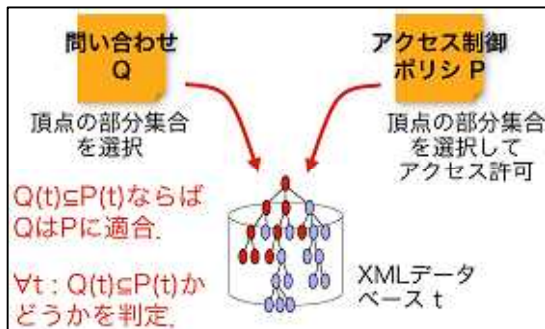 問い合わせ
Q
アクセス制御
ポリシ P
頂点の部分集合
を選択
頂点の部分集合
を選択して
アクセス許可
Q(t)⊆P(t)ならば
QはPに適合.
∀t : Q(t)⊆P(t)か
どうかを判定.
XMLデータ
ベース t